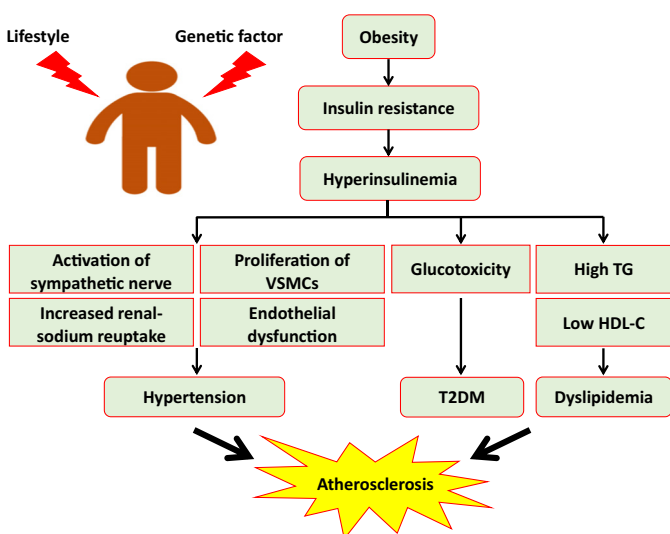 Lifestyle
Genetic factor
Obesity
Insulin resistance
Hyperinsulinemia
Activation of
sympathetic nerve
Proliferation of
VSMCs
Glucotoxicity
High TG
Increased renal-
sodium reuptake
Endothelial
dysfunction
Low HDL-C
Hypertension
T2DM
Dyslipidemia
Atherosclerosis